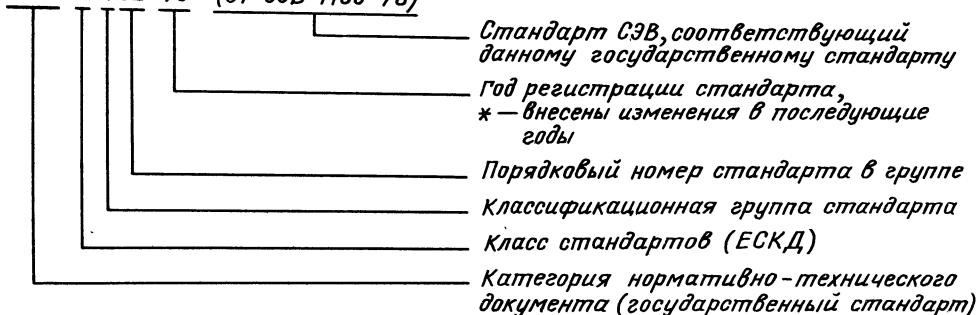 Стандарт СЭВ, соответствующий
данному государственному стандарту
Год регистрации стандарта,
* — внесены изменения в последующие
годы
Порядковый номер стандарта в группе
Классификационная группа стандарта
Класс стандартов (ЕСКД)
Категория нормативно-технического
документа (государственный стандарт)